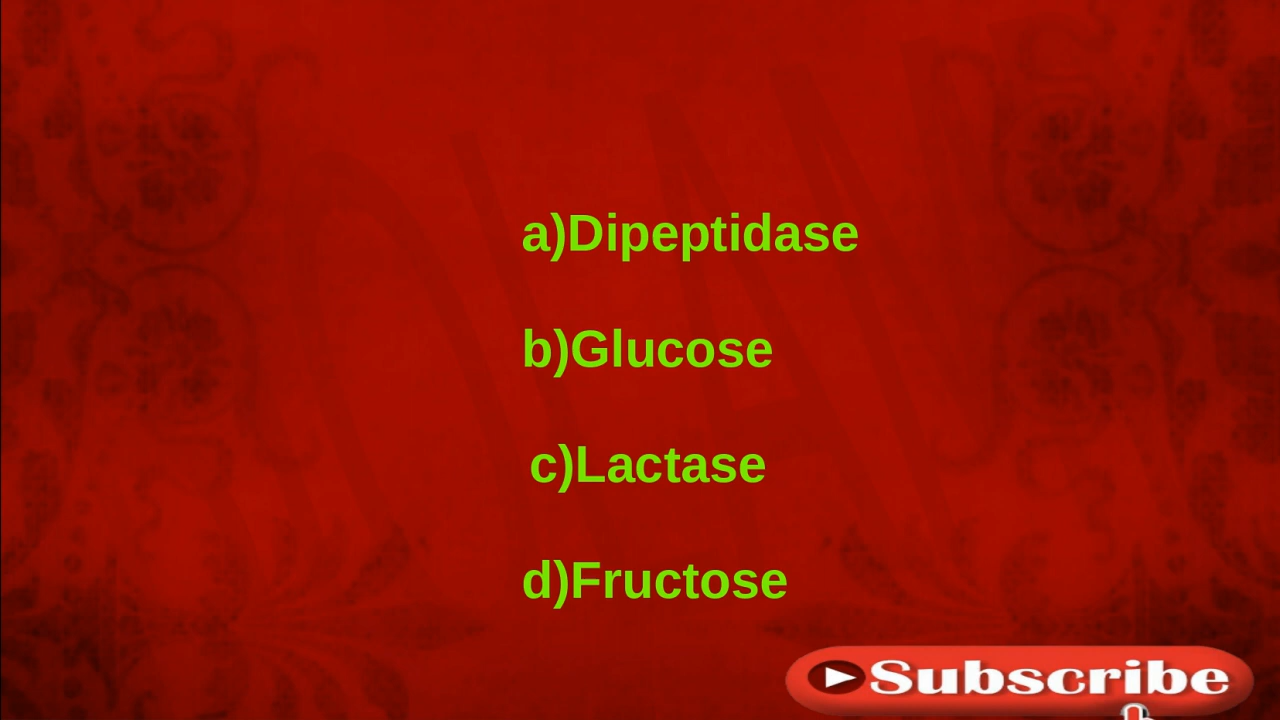 a)Dipeptidase
b)Glucose
c)Lactase
d)Fructose
Subscribe